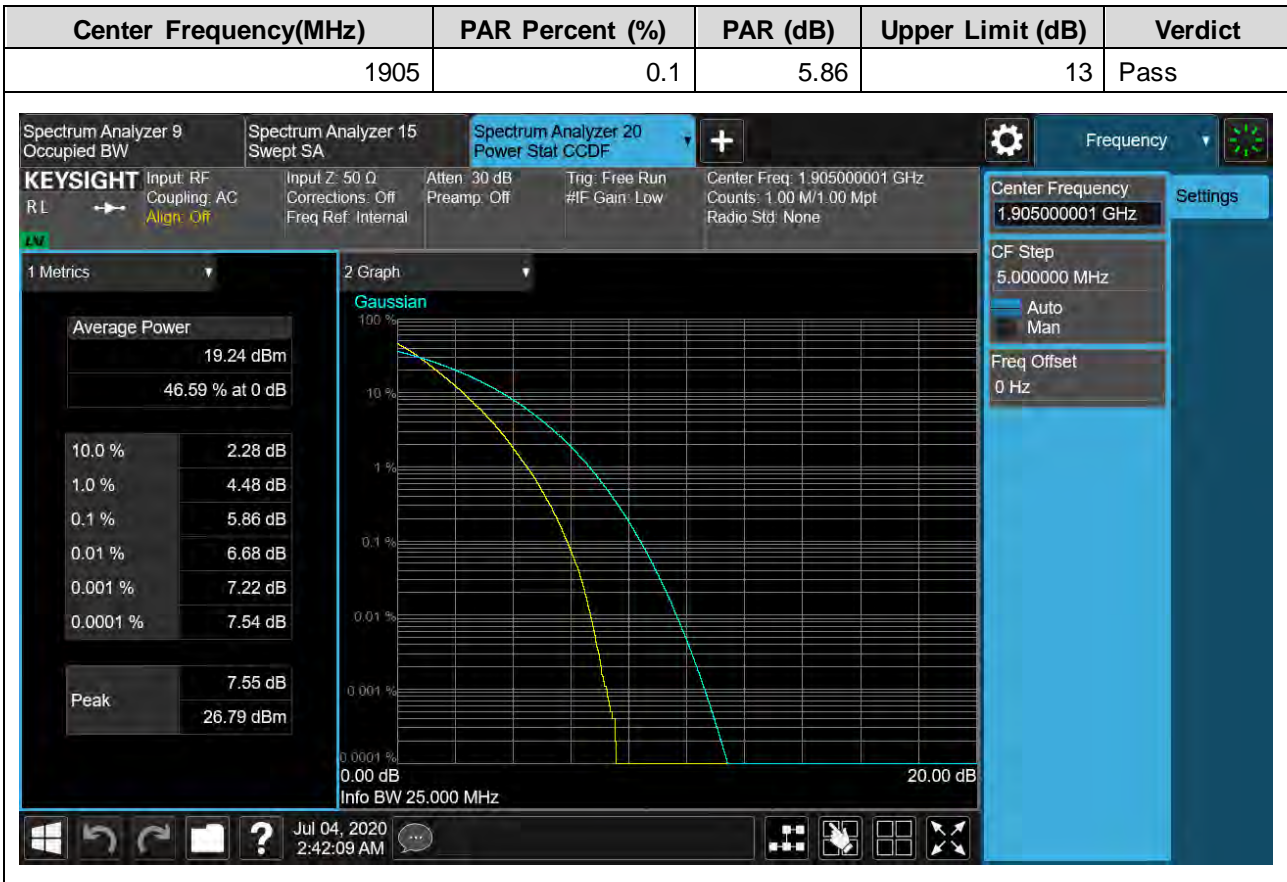 Center Frequency(MHz) PAR Percent (%) PAR (dB) Upper Limit (dB) Verdict
1905 0.1 5.86 13 Pass
Spectrum Analyzer 9 Spectrum Analyzer 15 Spectrum Analyzer 20
Occupied BW Swept SA Power Stat CCDF
Frequency
KEYSIGHT Input: RF Input Z: 50 Ω Atten: 30 dB Trig: Free Run Center Freq: 1.905000001 GHz
RL Coupling: AC Corrections: Off Preamp: Off #IF Gain: Low Counts: 1.00 M/1.00 Mpt
Align: Off Freq Ref: Internal Radio Std: None
Center Frequency
1.905000001 GHz
Settings
CF Step
5.000000 MHz
Auto
Man
Freq Offset
0 Hz
1 Metrics
Average Power
19.24 dBm
46.59 % at 0 dB
10.0 % 2.28 dB
1.0 % 4.48 dB
0.1 % 5.86 dB
0.01 % 6.68 dB
0.001 % 7.22 dB
0.0001 % 7.54 dB
Peak 7.55 dB
26.79 dBm
2 Graph
Gaussian
100 %
10 %
1 %
0.1 %
0.01 %
0.001 %
0.0001 %
0.00 dB 20.00 dB
Info BW 25.000 MHz
?
Jul 04, 2020
2:42:09 AM